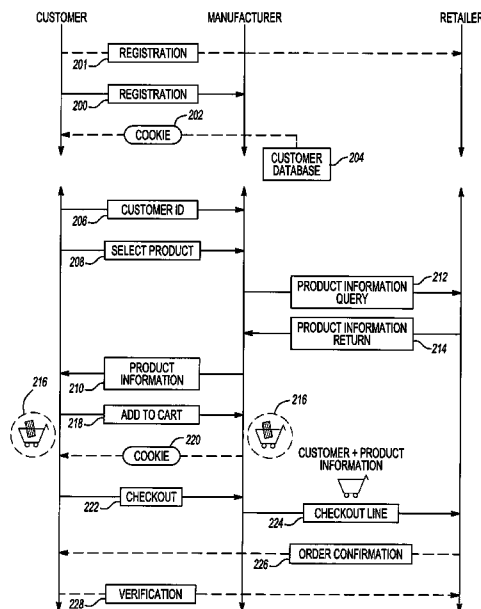 CUSTOMER MANUFACTURER RETAILER
REGISTRATION
201
REGISTRATION
200
202
COOKIE
CUSTOMER
DATABASE
204
CUSTOMER ID
206
SELECT PRODUCT
208
212
PRODUCT INFORMATION
QUERY
PRODUCT INFORMATION
RETURN
214
PRODUCT
INFORMATION
210
216
216
ADD TO CART
218
220
COOKIE
CUSTOMER + PRODUCT
INFORMATION
CHECKOUT
222
CHECKOUT LINE
224
ORDER CONFIRMATION
226
VERIFICATION
228